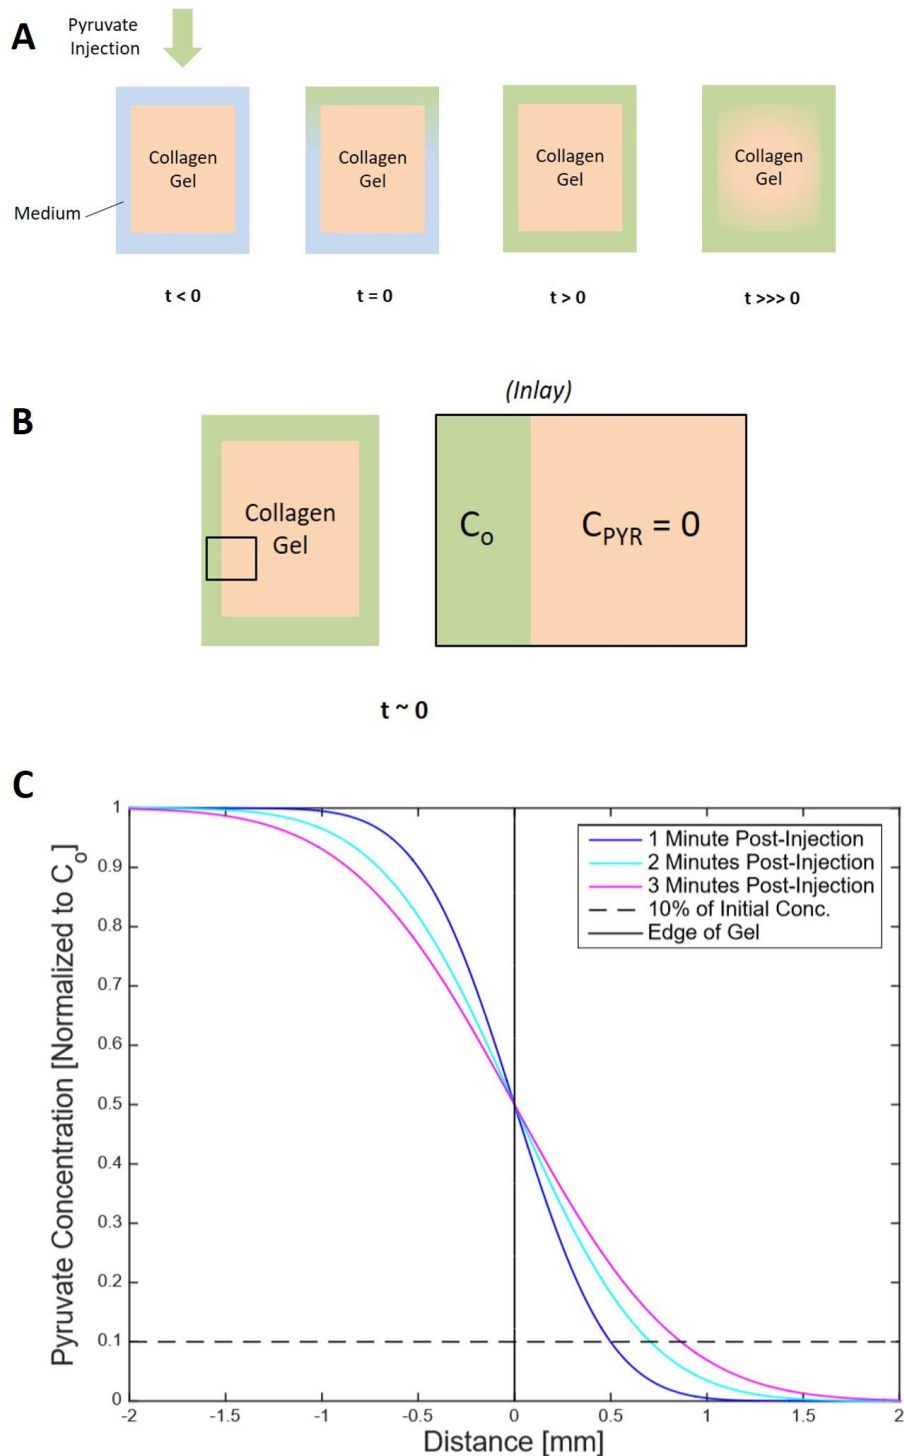 A
Pyruvate
Injection
Collagen
Gel
Collagen
Gel
Collagen
Gel
Collagen
Gel
Medium
t < 0
t = 0
t > 0
t >>> 0
B
(Inlay)
Collagen
Gel
Co
CPYR = 0
t ~ 0
C
Pyruvate Concentration [Normalized to Co]
1
0.9
0.8
0.7
0.6
0.5
0.4
0.3
0.2
0.1
0
1 Minute Post-Injection
2 Minutes Post-Injection
3 Minutes Post-Injection
10% of Initial Conc.
Edge of Gel
-2 -1.5 -1 -0.5 0 0.5 1 1.5 2
Distance [mm]